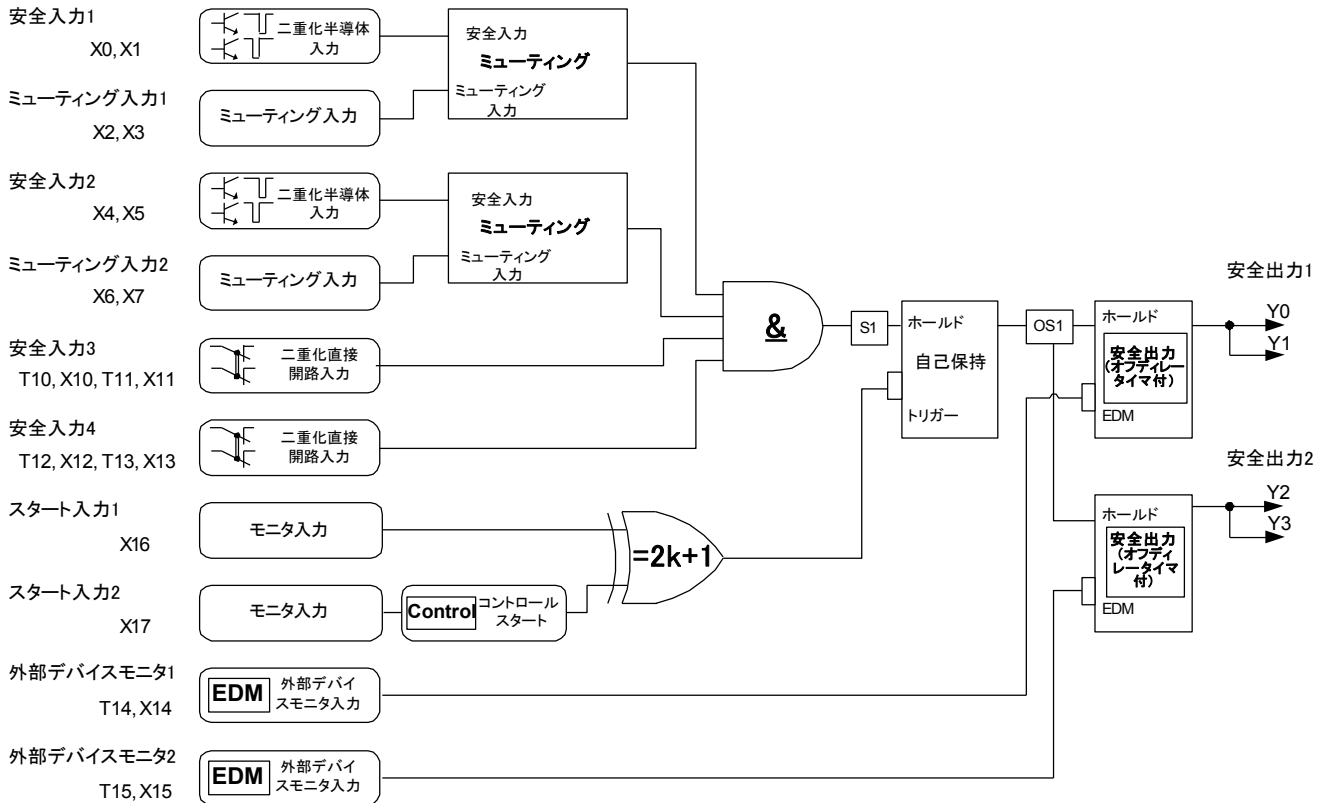 安全入力1
X0, X1
二重化半導体
入力
安全入力
ミューティング
ミューティング
入力
ミューティング入力1
X2, X3
ミューティング入力
安全入力2
X4, X5
二重化半導体
入力
安全入力
ミューティング
ミューティング
入力
ミューティング入力2
X6, X7
ミューティング入力
安全入力3
T10, X10, T11, X11
二重化直接
開路入力
安全入力4
T12, X12, T13, X13
二重化直接
開路入力
&
S1
ホールド
自己保持
トリガー
OS1
ホールド
安全出力
(オフディレー
タイマ付)
EDM
安全出力1
Y0
Y1
安全出力2
Y2
Y3
ホールド
安全出力
(オフディ
レータイマ
付)
EDM
スタート入力1
X16
モニタ入力
=2k+1
スタート入力2
X17
モニタ入力
Control
コントロール
スタート
外部デバイスモニタ1
T14, X14
EDM
外部デバイ
スモニタ入力
外部デバイスモニタ2
T15, X15
EDM
外部デバイ
スモニタ入力